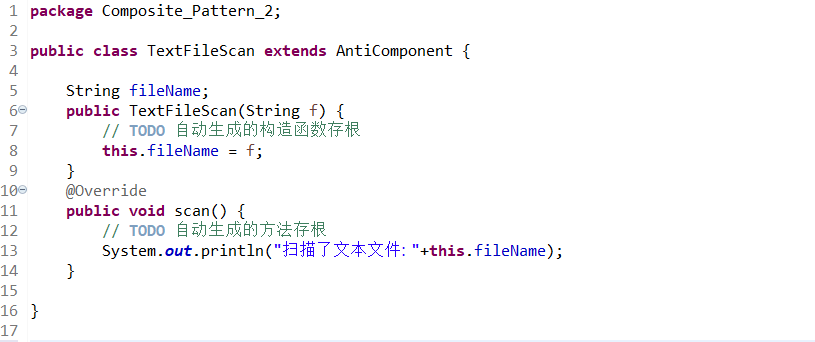 1 package Composite_Pattern_2;
2
3 public class TextFileScan extends AntiComponent {
4
5     String fileName;
6     public TextFileScan(String f) {
7         // TODO 自动生成的构造函数存根
8         this.fileName = f;
9     }
10     @Override
11     public void scan() {
12         // TODO 自动生成的方法存根
13         System.out.println("扫描了文本文件: "+this.fileName);
14     }
15
16 }
17